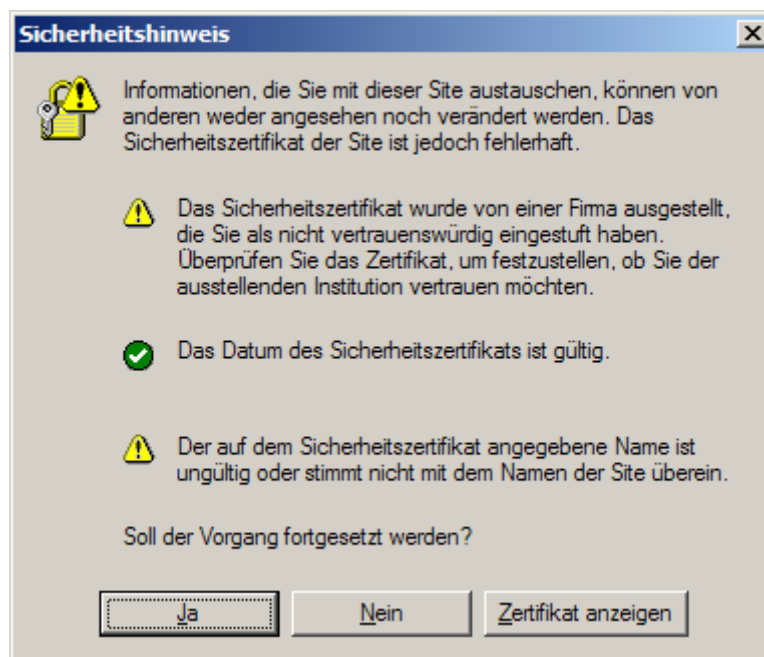 Sicherheitshinweis
Informationen, die Sie mit dieser Site austauschen, können von
anderen weder angesehen noch verändert werden. Das
Sicherheitszertifikat der Site ist jedoch fehlerhaft.
Das Sicherheitszertifikat wurde von einer Firma ausgestellt,
die Sie als nicht vertrauenswürdig eingestuft haben.
Überprüfen Sie das Zertifikat, um festzustellen, ob Sie der
ausstellenden Institution vertrauen möchten.
Das Datum des Sicherheitszertifikats ist gültig.
Der auf dem Sicherheitszertifikat angegebene Name ist
ungültig oder stimmt nicht mit dem Namen der Site überein.
Soll der Vorgang fortgesetzt werden?
Ja Nein Zertifikat anzeigen